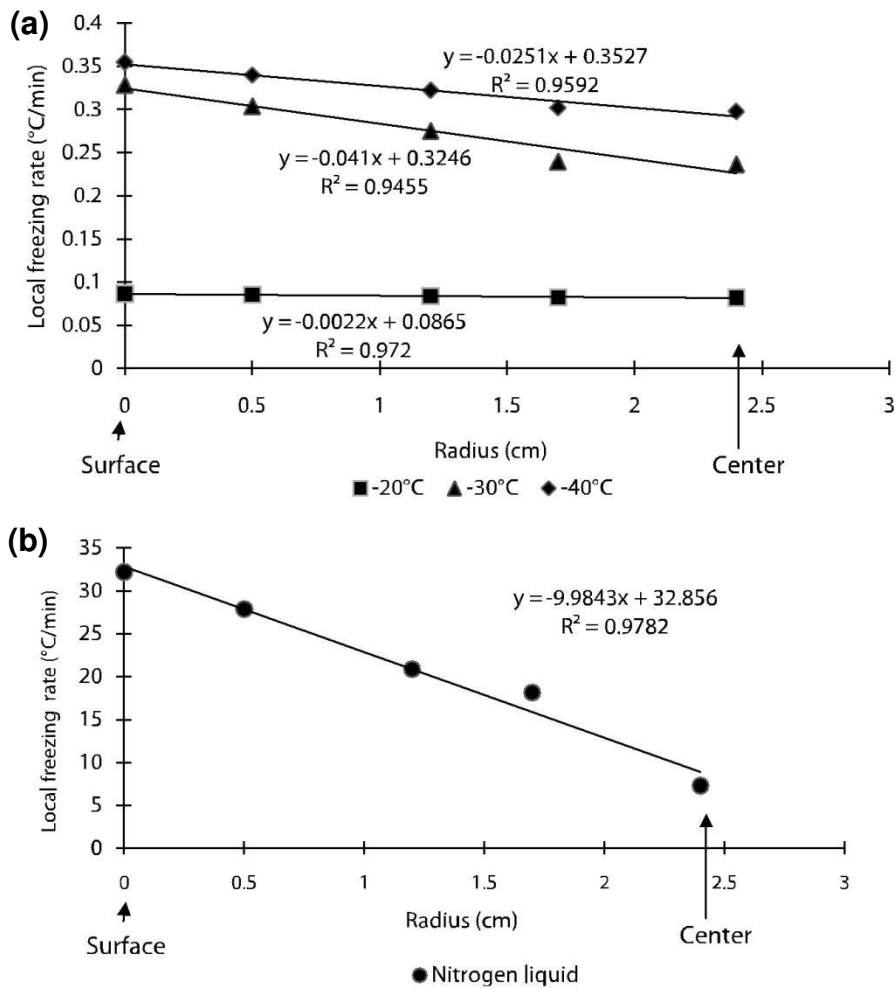 (a)
Local freezing rate (°C/min)
0.4
0.35
0.3
0.25
0.2
0.15
0.1
0.05
0
y = -0.0251x + 0.3527
R² = 0.9592
y = -0.041x + 0.3246
R² = 0.9455
y = -0.0022x + 0.0865
R² = 0.972
0 0.5 1 1.5 2 2.5 3
Radius (cm)
Surface
Center
-20°C -30°C -40°C
(b)
Local freezing rate (°C/min)
35
30
25
20
15
10
5
0
y = -9.9843x + 32.856
R² = 0.9782
0 0.5 1 1.5 2 3
Radius (cm)
Surface
Center
Nitrogen liquid